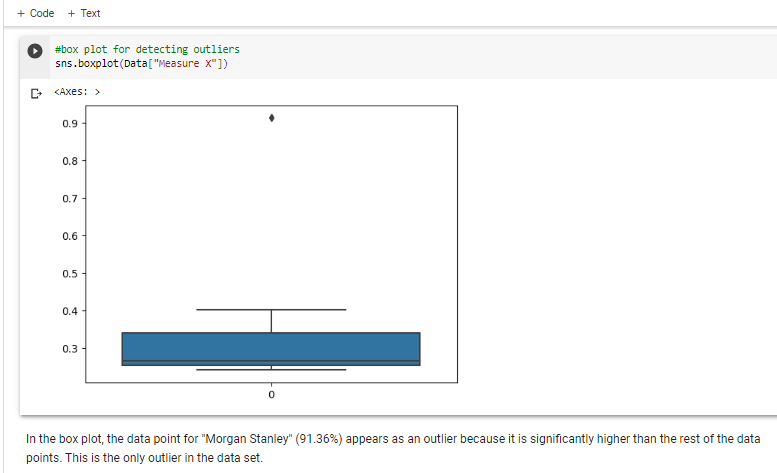 + Code + Text
#box plot for detecting outliers
sns.boxplot(Data["Measure X"])
<Axes: >
0.9
0.8
0.7
0.6
0.5
0.4
0.3
0
In the box plot, the data point for "Morgan Stanley" (91.36%) appears as an outlier because it is significantly higher than the rest of the data
points. This is the only outlier in the data set.